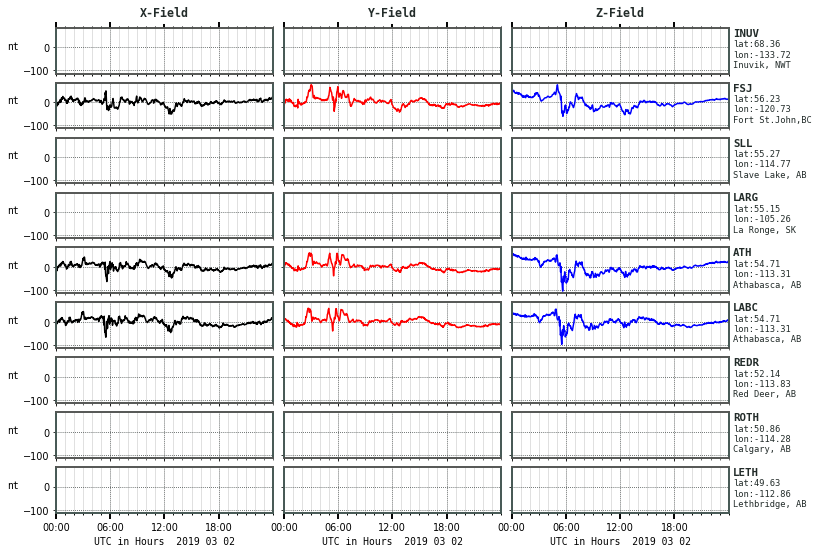 X-Field Y-Field Z-Field
nt 0 -100
INUV
lat:68.36
lon:-133.72
Inuvik, NWT
nt 0 -100
FSJ
lat:56.23
lon:-120.73
Fort St.John,BC
nt 0 -100
SLL
lat:55.27
lon:-114.77
Slave Lake, AB
nt 0 -100
LARG
lat:55.15
lon:-105.26
La Ronge, SK
nt 0 -100
ATH
lat:54.71
lon:-113.31
Athabasca, AB
nt 0 -100
LABC
lat:54.71
lon:-113.31
Athabasca, AB
nt 0 -100
REDR
lat:52.14
lon:-113.83
Red Deer, AB
nt 0 -100
ROTH
lat:50.86
lon:-114.28
Calgary, AB
nt 0 -100
LETH
lat:49.63
lon:-112.86
Lethbridge, AB
00:00 06:00 12:00 18:00 00:00 06:00 12:00 18:00 00:00 06:00 12:00 18:00
UTC in Hours 2019 03 02 UTC in Hours 2019 03 02 UTC in Hours 2019 03 02